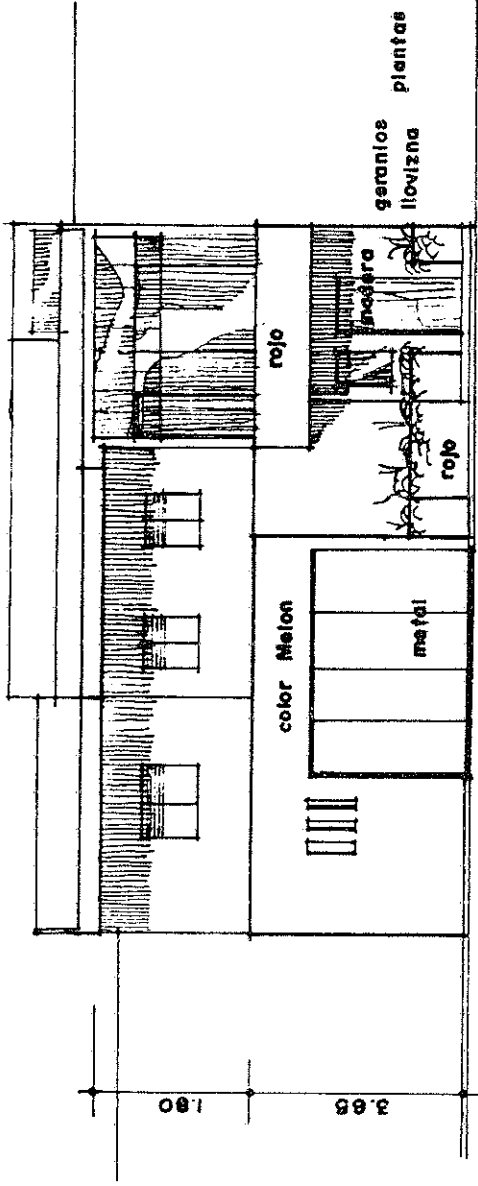 1.80
rojo
color Melon
madera
3.65
metal
rojo
geranios
llovizna
plantas